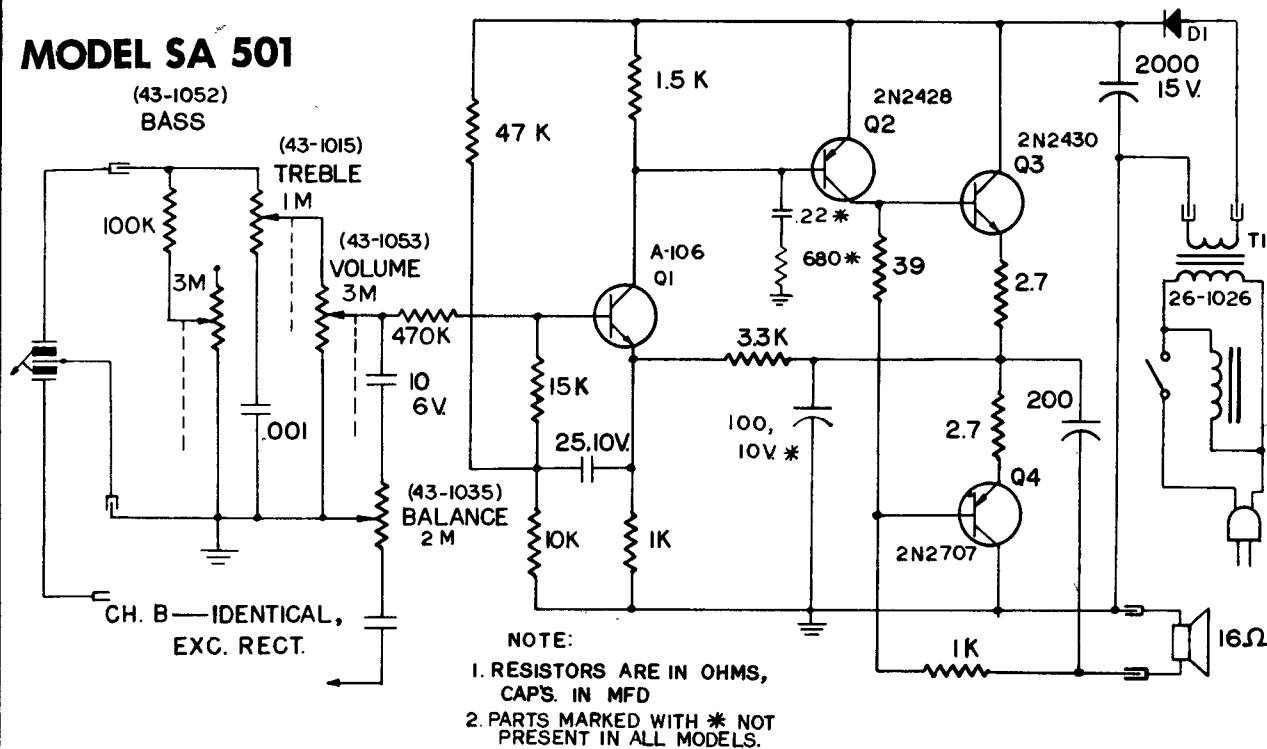 MODEL SA 501
(43-1052)
BASS
(43-1015)
TREBLE
1M
100K
3M
(43-1053)
VOLUME
3M
470K
10
6V.
.001
(43-1035)
BALANCE
2M
CH. B — IDENTICAL,
EXC. RECT.
47 K
1.5 K
A-106
Q1
15K
25,10V.
10K
1K
3.3K
.22*
680*
39
100,
10V. *
2N2428
Q2
2N2430
Q3
2.7
2.7
Q4
2N2707
200
1K
2000
15 V.
D1
T1
26-1026
16Ω
NOTE:
1. RESISTORS ARE IN OHMS,
CAP'S. IN MFD
2. PARTS MARKED WITH * NOT
PRESENT IN ALL MODELS.